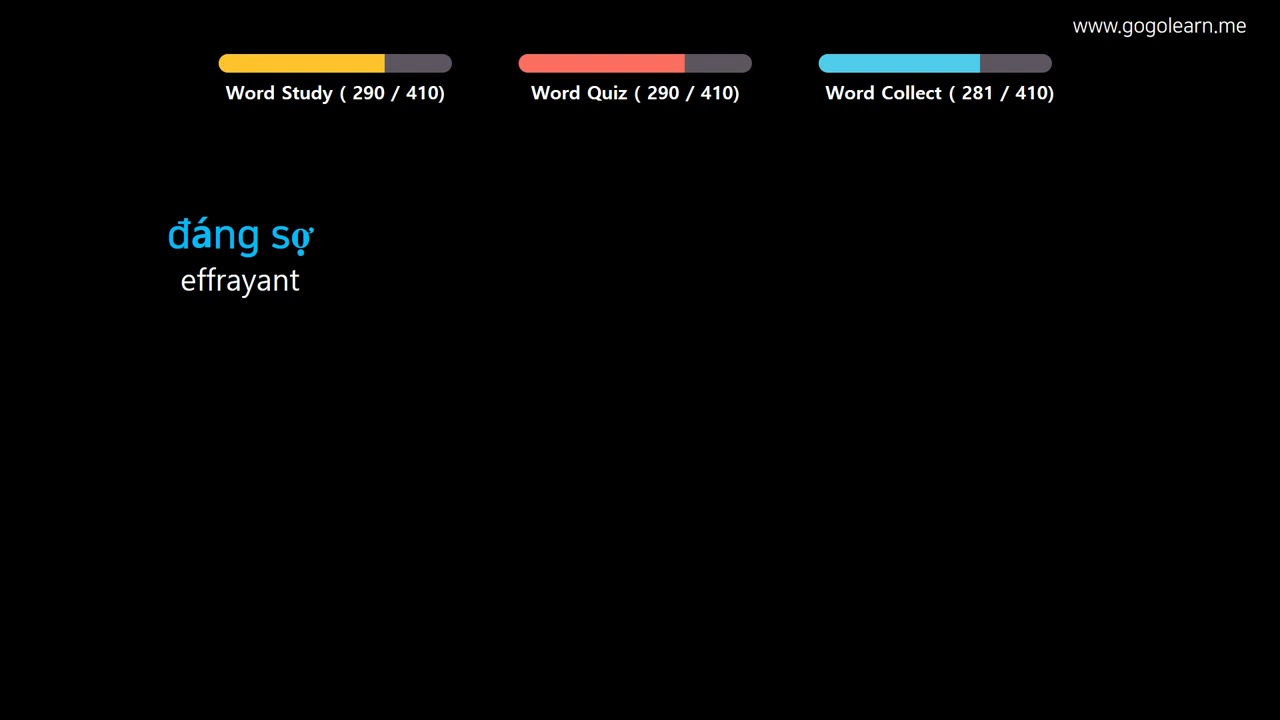 www.gogolearn.me
Word Study ( 290 / 410)
Word Quiz ( 290 / 410)
Word Collect ( 281 / 410)
đáng sợ
effrayant